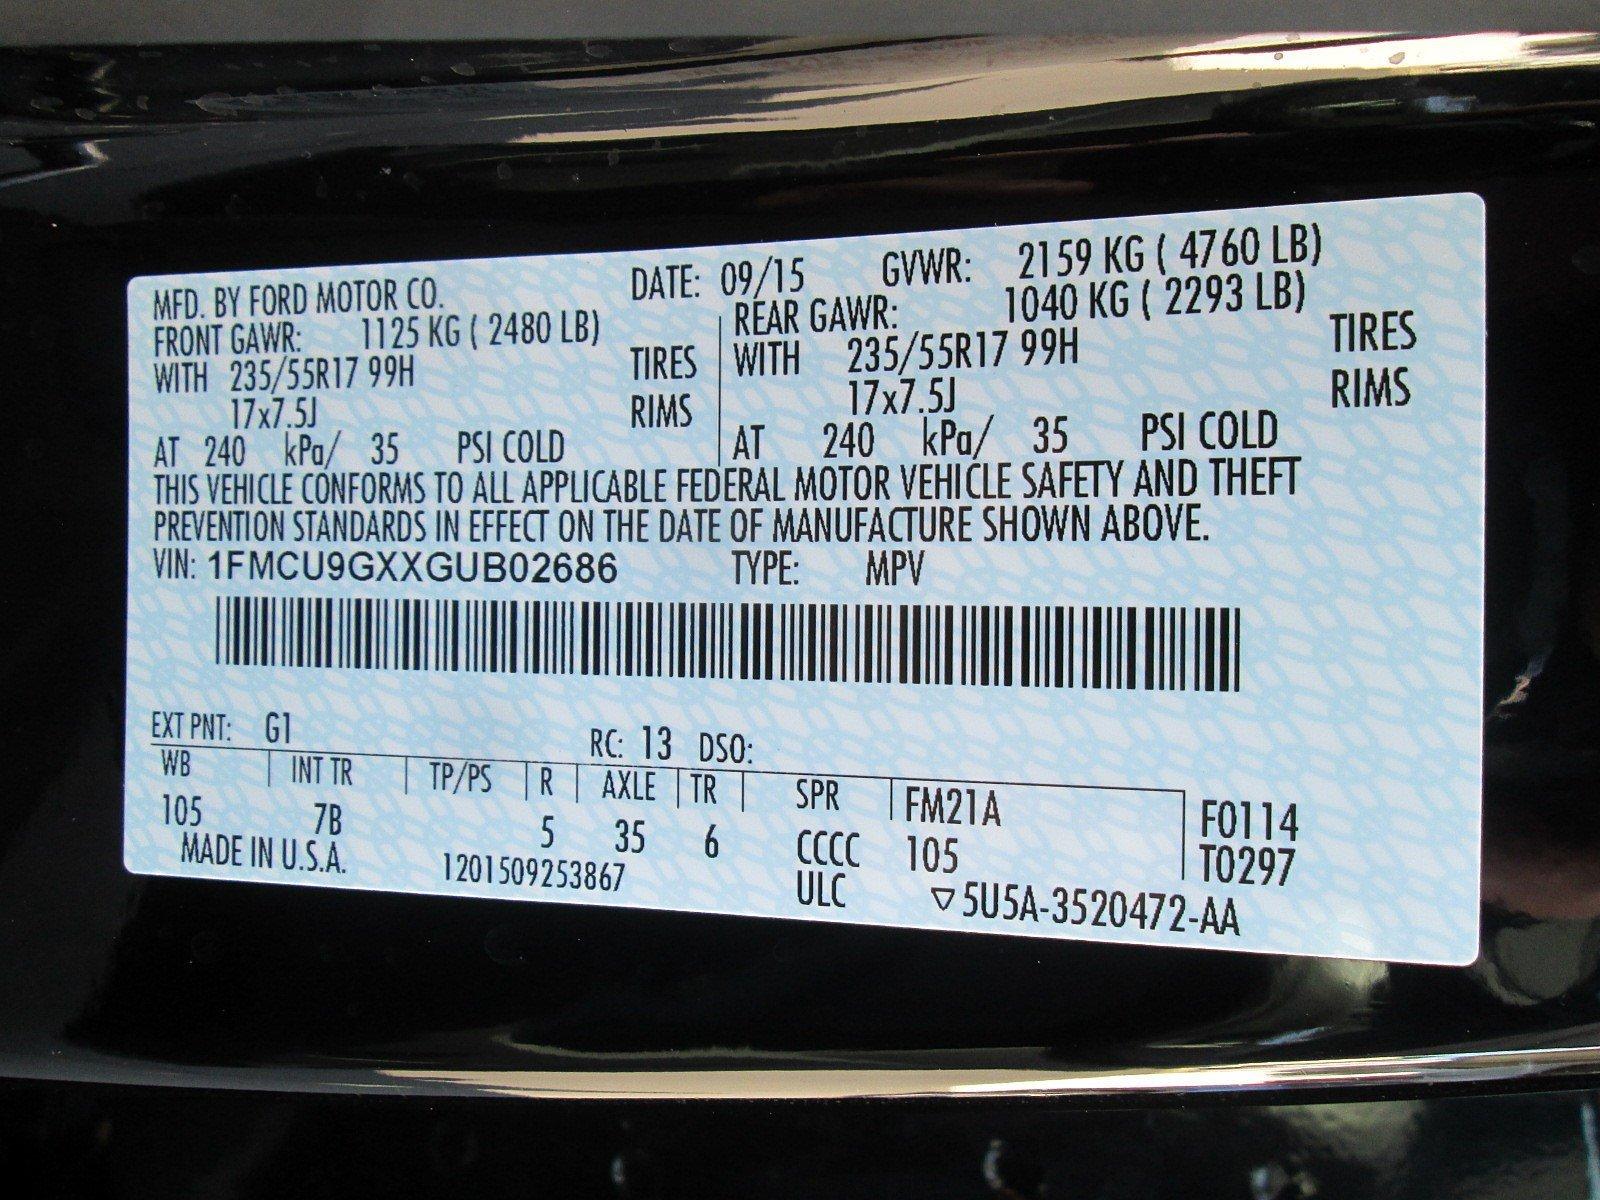 MFD. BY FORD MOTOR CO. DATE: 09/15 GVWR: 2159 KG ( 4760 LB)
FRONT GAWR: 1125 KG ( 2480 LB) REAR GAWR: 1040 KG ( 2293 LB)
WITH 235/55R17 99H TIRES WITH 235/55R17 99H TIRES
17x7.5J RIMS 17x7.5J RIMS
AT 240 kPa/ 35 PSI COLD AT 240 kPa/ 35 PSI COLD
THIS VEHICLE CONFORMS TO ALL APPLICABLE FEDERAL MOTOR VEHICLE SAFETY AND THEFT
PREVENTION STANDARDS IN EFFECT ON THE DATE OF MANUFACTURE SHOWN ABOVE.
VIN: 1FMCU9GXXGUB02686 TYPE: MPV
EXT PNT: G1 RC: 13 DSO:
WB INT TR TP/PS R AXLE TR SPR FM21A F0114
105 7B 5 35 6 CCCC 105 T0297
MADE IN U.S.A. 1201509253867 ULC ▽5U5A-3520472-AA